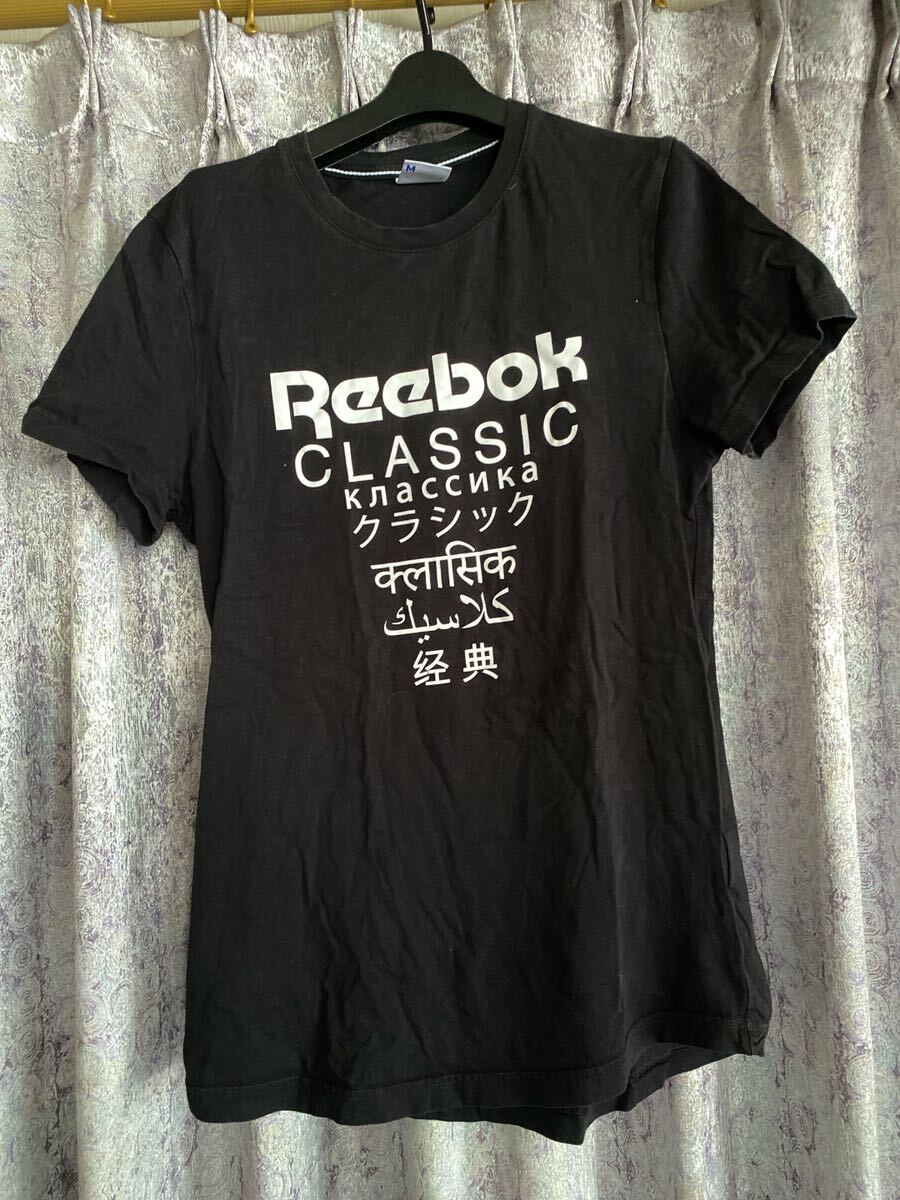 M
Reebok
CLASSIC
классика
クラシック
क्लासिक
كلاسيك
经典